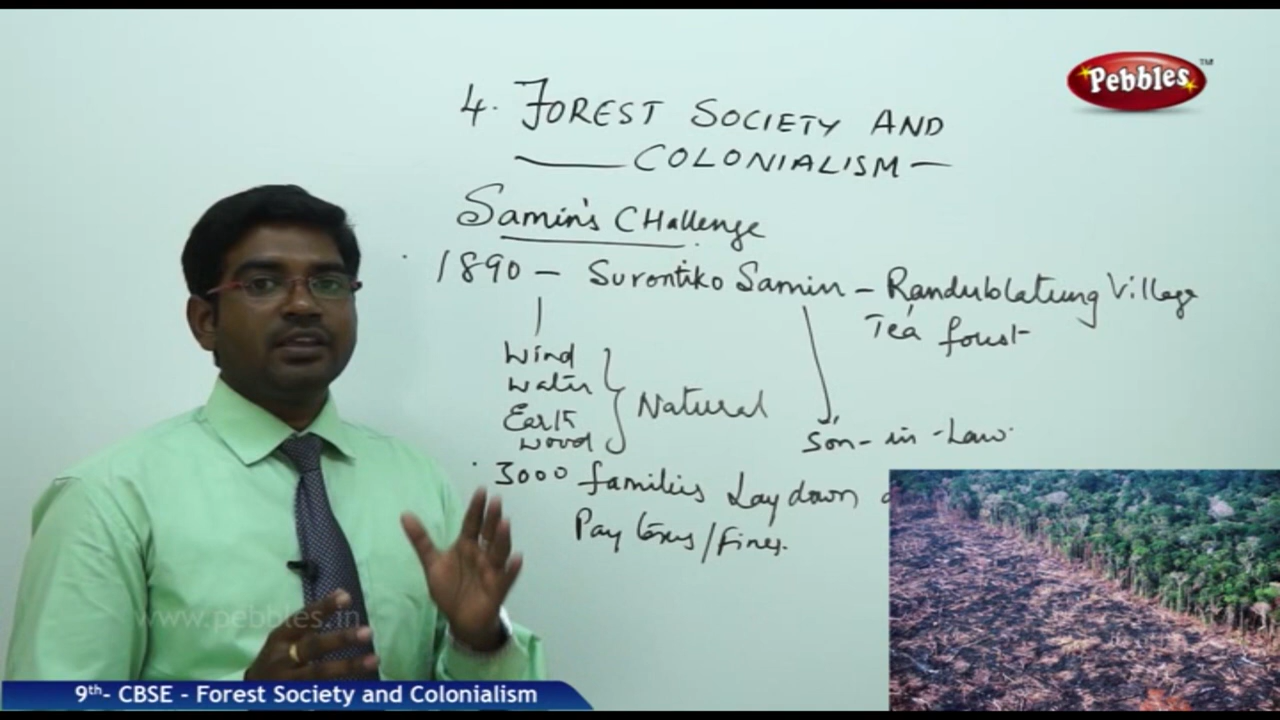 Pebbles™
4. FOREST SOCIETY AND
COLONIALISM
Samin's CHallenge
1890 - Surontiko Samin - Randublatung Village
Tea forest
Wind
Water
Earth
wood
Natural
Son-in-Law
3000 families Lay down
Pay taxes/Fines.
www.pebbles.in
9th- CBSE - Forest Society and Colonialism